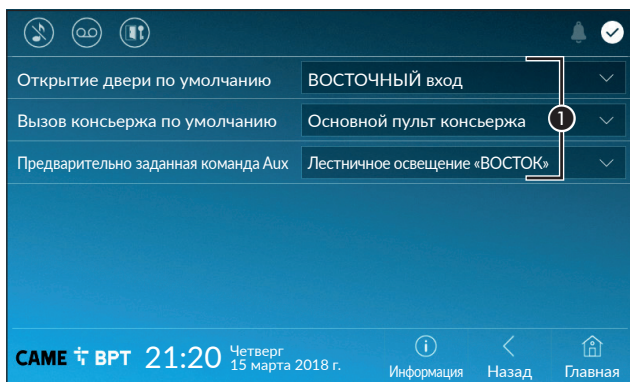 Открытие двери по умолчанию ВОСТОЧНЫЙ вход
Вызов консьержа по умолчанию Основной пульт консьержа
1
Предварительно заданная команда Aux Лестничное освещение «ВОСТОК»
CAME BPT 21:20 Четверг
15 марта 2018 г.
Информация Назад Главная